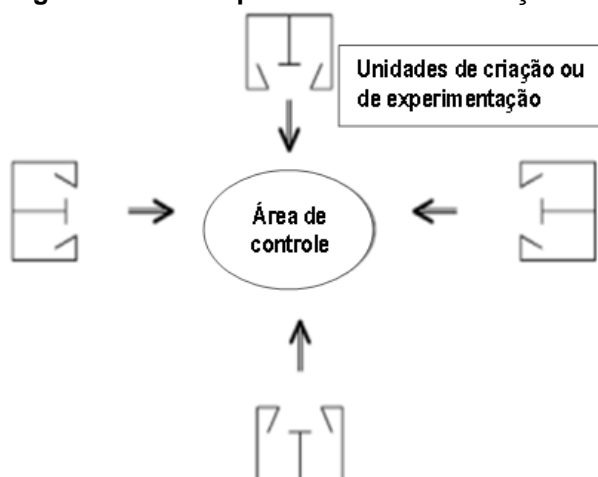 Unidades de criação ou
de experimentação
Área de
controle